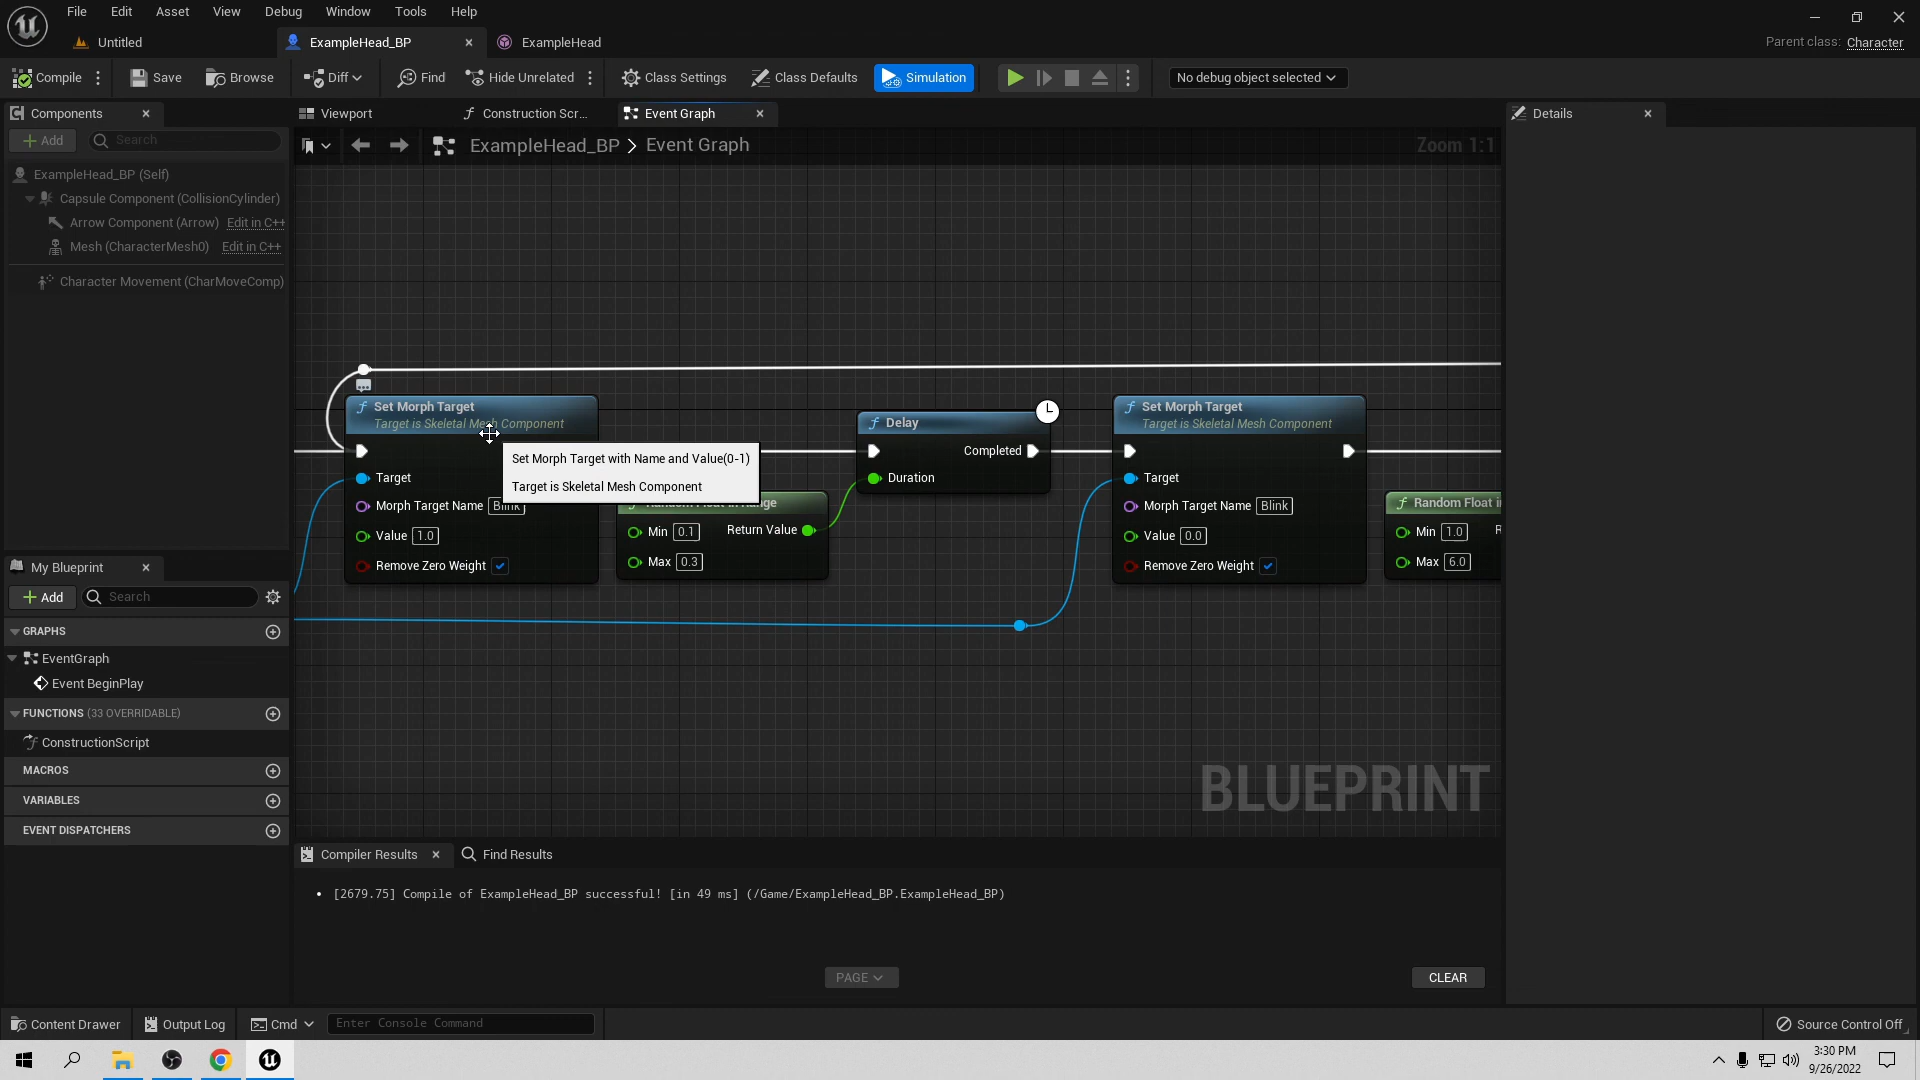 File Edit Asset View Debug Window Tools Help
Untitled ExampleHead_BP ExampleHead
Parent class: Character
Compile Save Browse Diff Find Hide Unrelated Class Settings Class Defaults Simulation No debug object selected
Components
Add Search
ExampleHead_BP (Self)
Capsule Component (CollisionCylinder)
Arrow Component (Arrow) Edit in C++
Mesh (CharacterMesh0) Edit in C++
Character Movement (CharMoveComp)
My Blueprint
Add Search
GRAPHS
EventGraph
Event BeginPlay
FUNCTIONS (33 OVERRIDABLE)
ConstructionScript
MACROS
VARIABLES
EVENT DISPATCHERS
Viewport Construction Scr... Event Graph
ExampleHead_BP > Event Graph
Zoom 1:1
Set Morph Target
Target is Skeletal Mesh Component
Target
Morph Target Name Blink
Value 1.0
Remove Zero Weight
Set Morph Target with Name and Value(0-1)
Target is Skeletal Mesh Component
Random Float in Range
Min 0.1 Return Value
Max 0.3
Delay
Completed
Duration
Set Morph Target
Target is Skeletal Mesh Component
Target
Morph Target Name Blink
Value 0.0
Remove Zero Weight
Random Float i
Min 1.0 R
Max 6.0
BLUEPRINT
Compiler Results Find Results
• [2679.75] Compile of ExampleHead_BP successful! [in 49 ms] (/Game/ExampleHead_BP.ExampleHead_BP)
PAGE CLEAR
Details
Content Drawer Output Log Cmd Enter Console Command Source Control Off
3:30 PM
9/26/2022